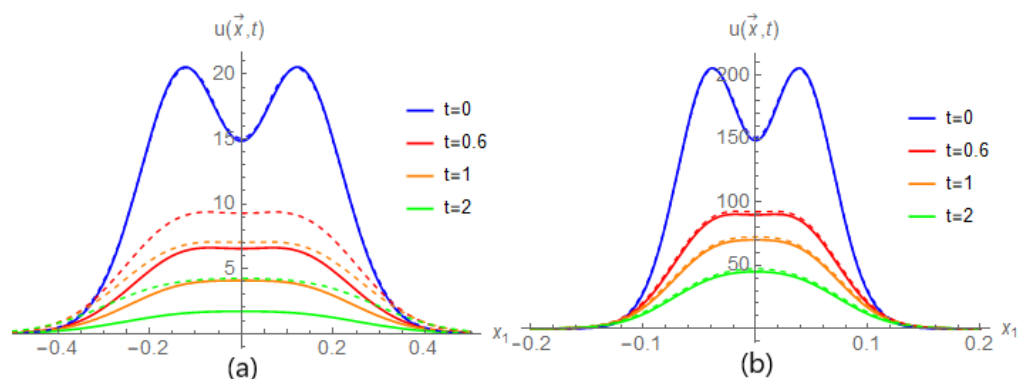 u(x⃗,t)
20
15
10
5
t=0
t=0.6
t=1
t=2
−0.4 −0.2 0.2 0.4 x₁
(a)
u(x⃗,t)
200
150
100
50
t=0
t=0.6
t=1
t=2
−0.2 −0.1 0.1 0.2 x₁
(b)